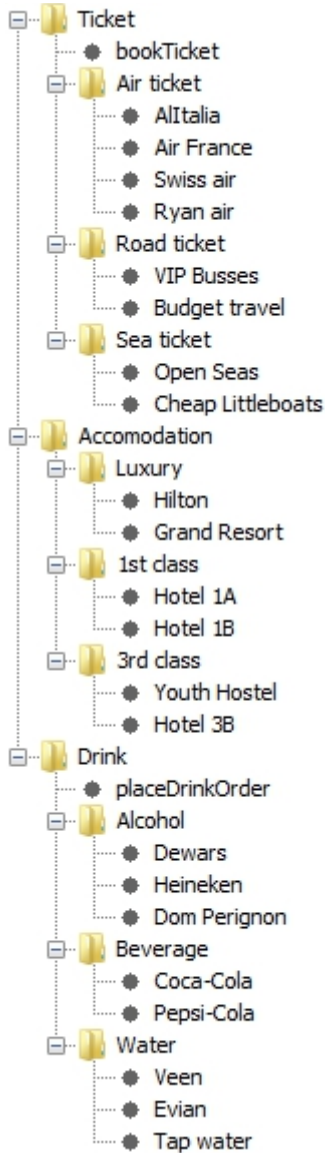 Ticket
bookTicket
Air ticket
AlItalia
Air France
Swiss air
Ryan air
Road ticket
VIP Busses
Budget travel
Sea ticket
Open Seas
Cheap Littleboats
Accomodation
Luxury
Hilton
Grand Resort
1st class
Hotel 1A
Hotel 1B
3rd class
Youth Hostel
Hotel 3B
Drink
placeDrinkOrder
Alcohol
Dewars
Heineken
Dom Perignon
Beverage
Coca-Cola
Pepsi-Cola
Water
Veen
Evian
Tap water